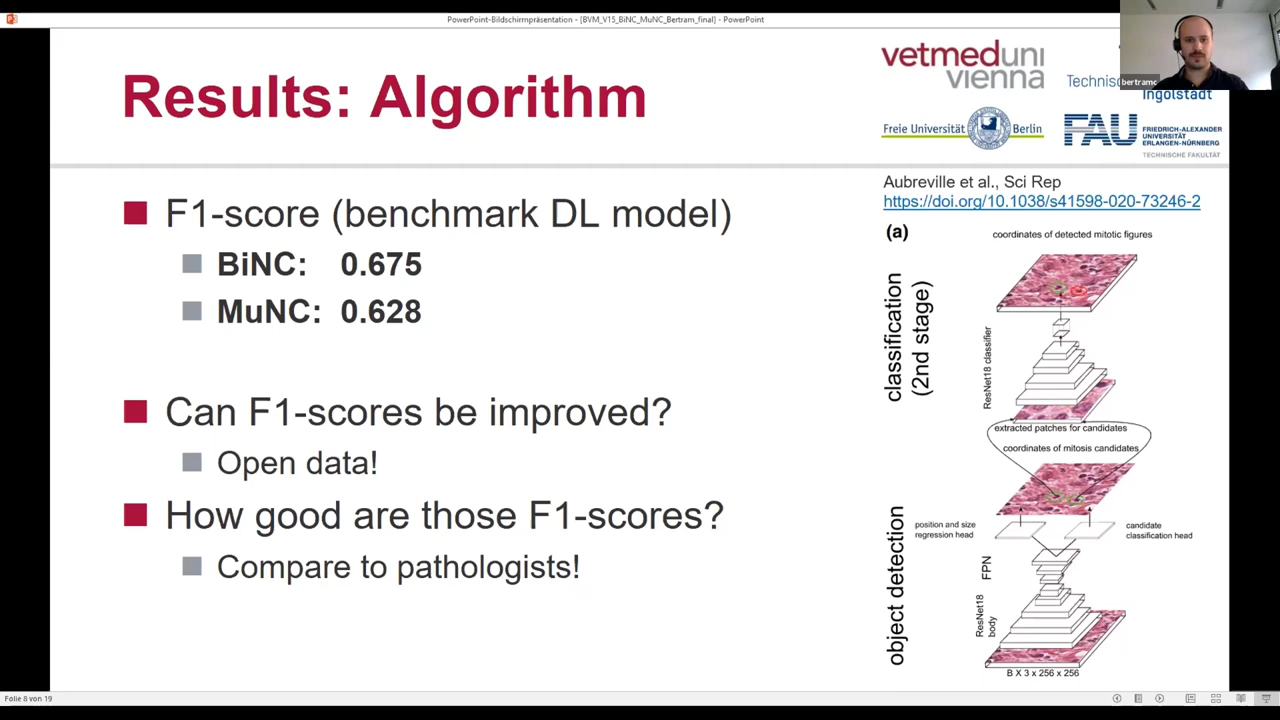 PowerPoint-Bildschirmpräsentation - [BVM_V15_BiNC_MuNC_Bertram_final] - PowerPoint
bertramc
Results: Algorithm
vetmeduni
vienna
Technisc
Ingolstadt
Freie Universität Berlin
FAU FRIEDRICH-ALEXANDER
UNIVERSITÄT
ERLANGEN-NÜRNBERG
TECHNISCHE FAKULTÄT
F1-score (benchmark DL model)
BiNC: 0.675
MuNC: 0.628
Can F1-scores be improved?
Open data!
How good are those F1-scores?
Compare to pathologists!
Aubreville et al., Sci Rep
https://doi.org/10.1038/s41598-020-73246-2
(a)
coordinates of detected mitotic figures
classification
(2nd stage)
ResNet18 classifier
extracted patches for candidates
coordinates of mitosis candidates
position and size
regression head
candidate
classification head
object detection
FPN
ResNet18
body
B X 3 x 256 x 256
Folie 8 von 19